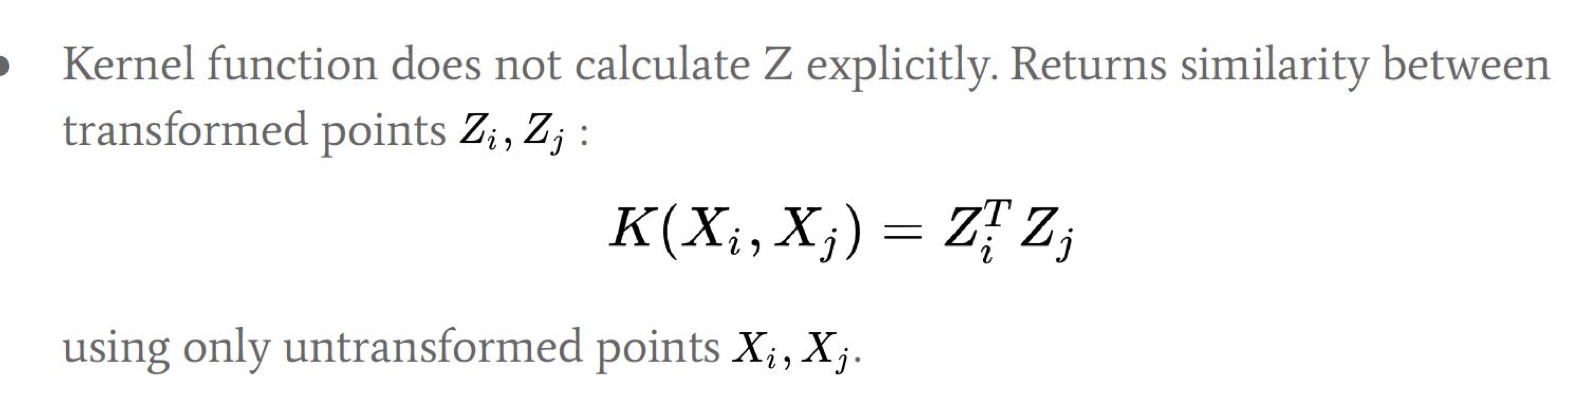 • Kernel function does not calculate Z explicitly. Returns similarity between
transformed points $Z_i, Z_j$ :
$K(X_i, X_j) = Z_i^T Z_j$
using only untransformed points $X_i, X_j$.